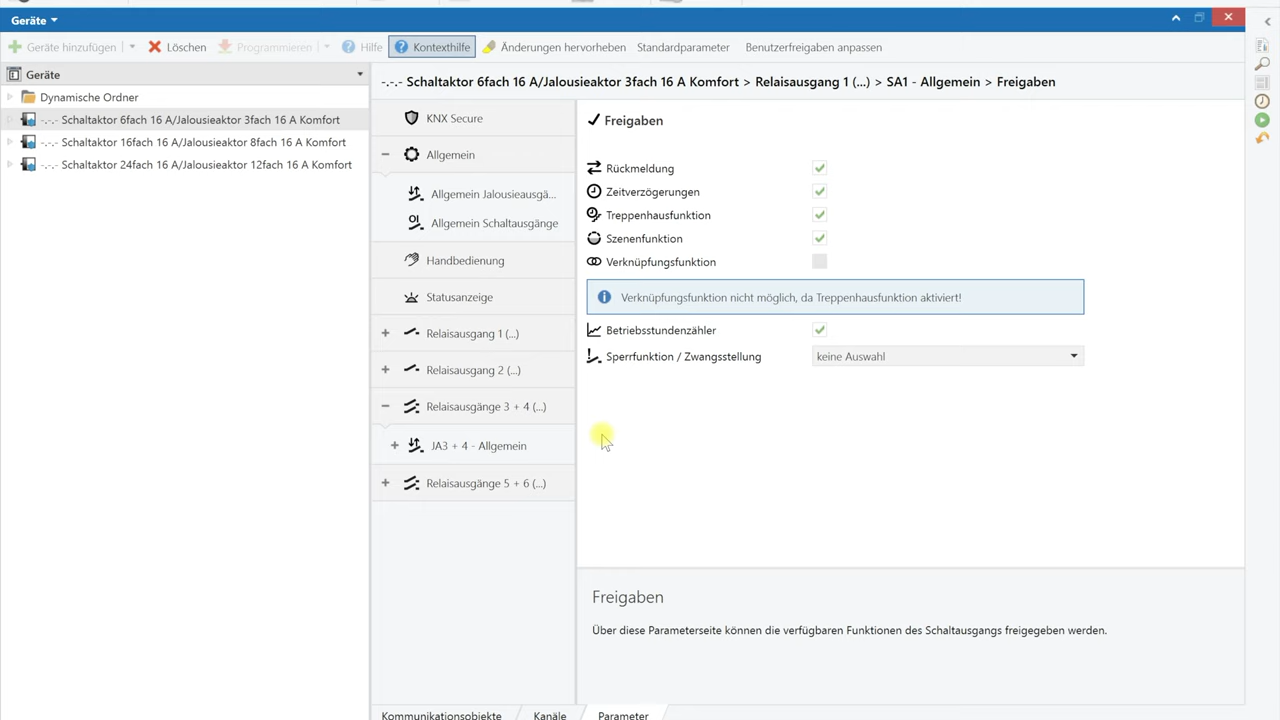 Geräte
Geräte hinzufügen Löschen Programmieren Hilfe Kontexthilfe Änderungen hervorheben Standardparameter Benutzerfreigaben anpassen
Geräte
Dynamische Ordner
-.-.- Schaltaktor 6fach 16 A/Jalousieaktor 3fach 16 A Komfort
-.-.- Schaltaktor 16fach 16 A/Jalousieaktor 8fach 16 A Komfort
-.-.- Schaltaktor 24fach 16 A/Jalousieaktor 12fach 16 A Komfort
-.-.- Schaltaktor 6fach 16 A/Jalousieaktor 3fach 16 A Komfort > Relaisausgang 1 (...) > SA1 - Allgemein > Freigaben
KNX Secure
Allgemein
Allgemein Jalousieausgä...
Allgemein Schaltausgänge
Handbedienung
Statusanzeige
Relaisausgang 1 (...)
Relaisausgang 2 (...)
Relaisausgänge 3 + 4 (...)
JA3 + 4 - Allgemein
Relaisausgänge 5 + 6 (...)
Freigaben
Rückmeldung
Zeitverzögerungen
Treppenhausfunktion
Szenenfunktion
Verknüpfungsfunktion
Verknüpfungsfunktion nicht möglich, da Treppenhausfunktion aktiviert!
Betriebsstundenzähler
Sperrfunktion / Zwangsstellung keine Auswahl
Freigaben
Über diese Parameterseite können die verfügbaren Funktionen des Schaltausgangs freigegeben werden.
Kommunikationsobjekte Kanäle Parameter